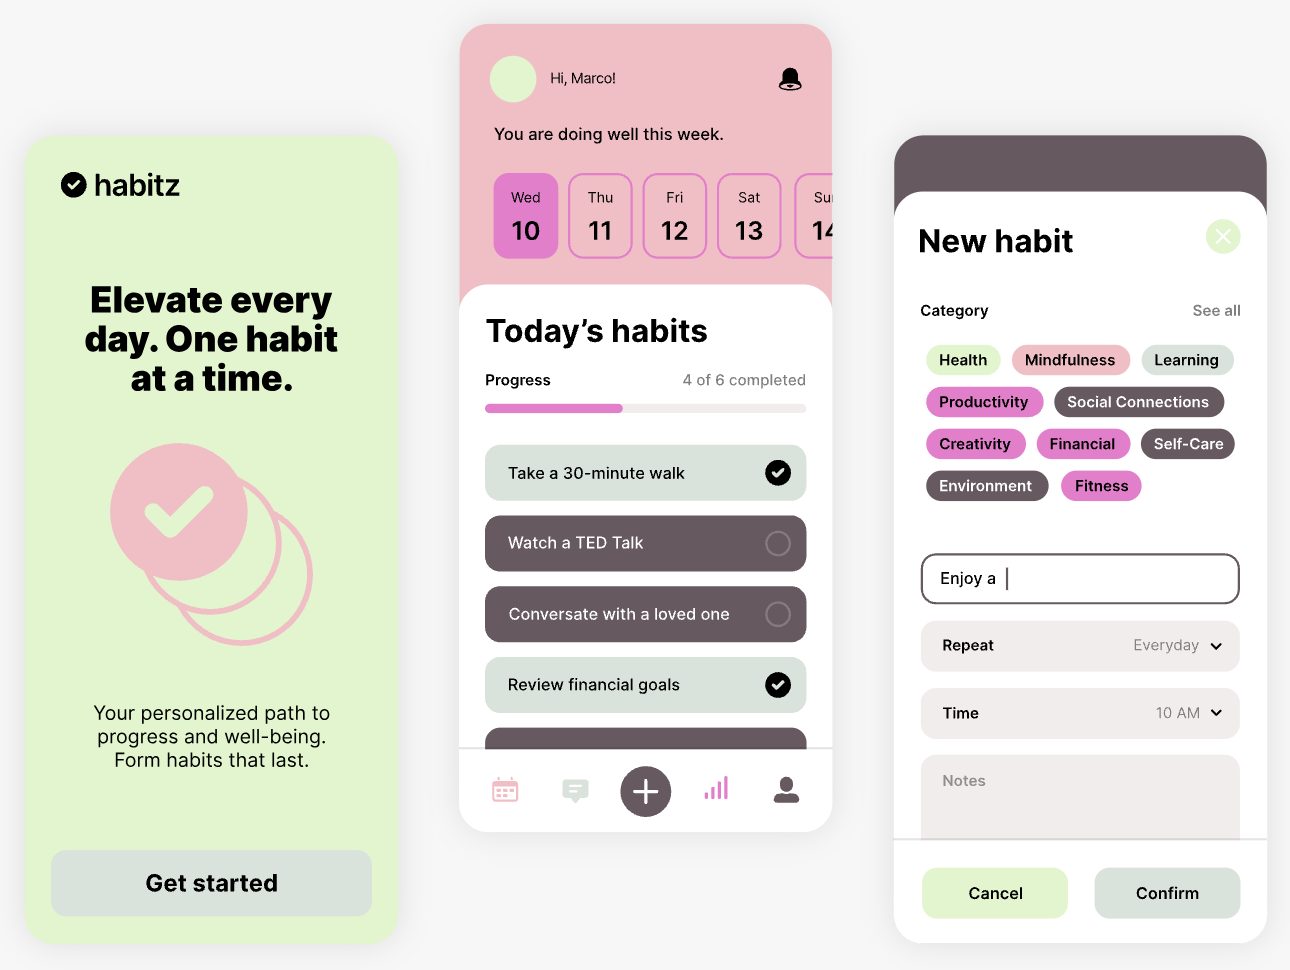 habitz
Elevate every
day. One habit
at a time.
Your personalized path to
progress and well-being.
Form habits that last.
Get started
Hi, Marco!
You are doing well this week.
Wed Thu Fri Sat Su
10 11 12 13 14
Today’s habits
Progress 4 of 6 completed
Take a 30-minute walk
Watch a TED Talk
Conversate with a loved one
Review financial goals
New habit
Category See all
Health Mindfulness Learning
Productivity Social Connections
Creativity Financial Self-Care
Environment Fitness
Enjoy a
Repeat Everyday
Time 10 AM
Notes
Cancel Confirm